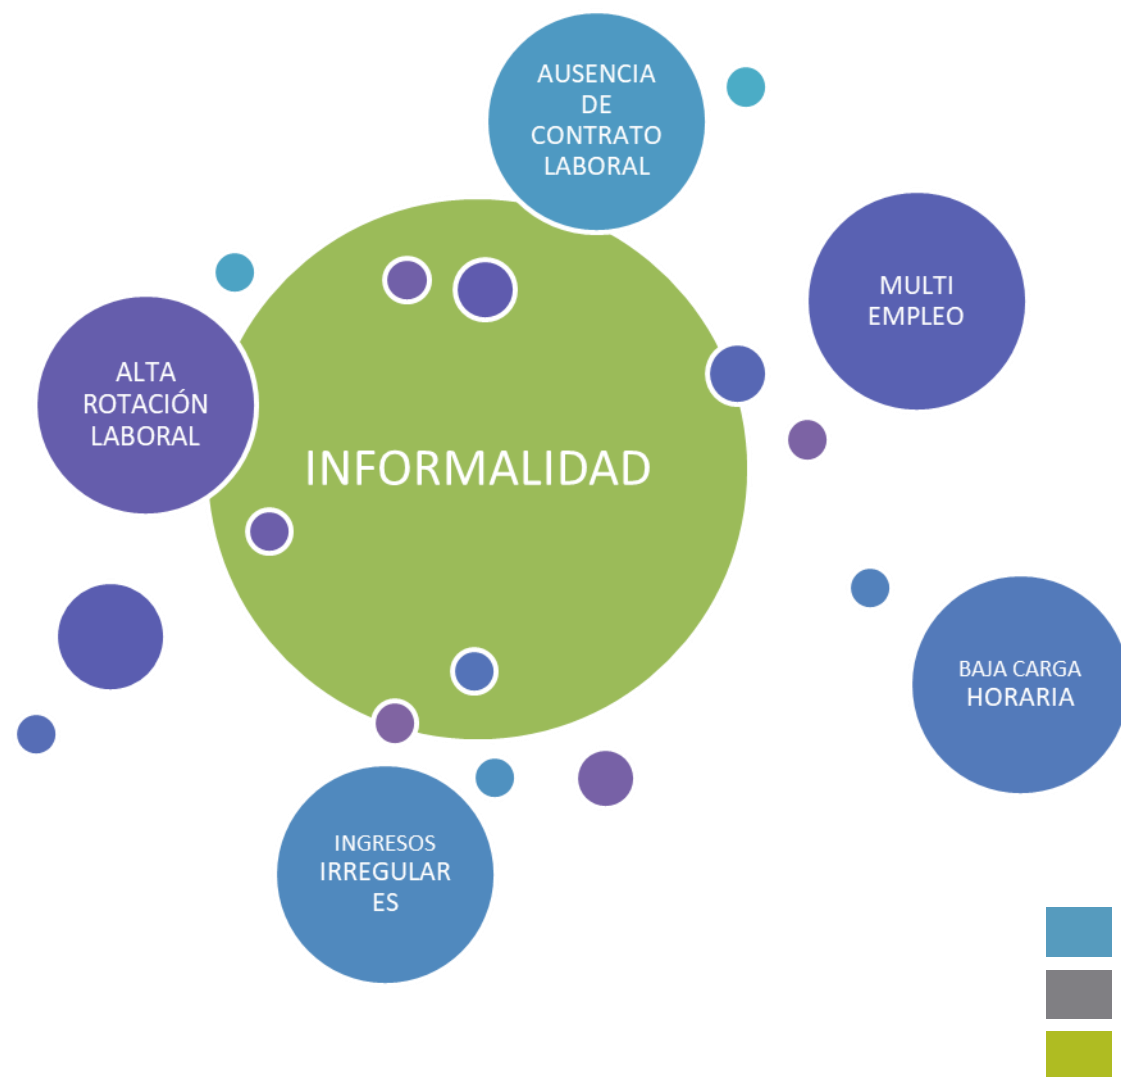 AUSENCIA
DE
CONTRATO
LABORAL
MULTI
EMPLEO
ALTA
ROTACIÓN
LABORAL
INFORMALIDAD
BAJA CARGA
HORARIA
INGRESOS
IRREGULAR
ES